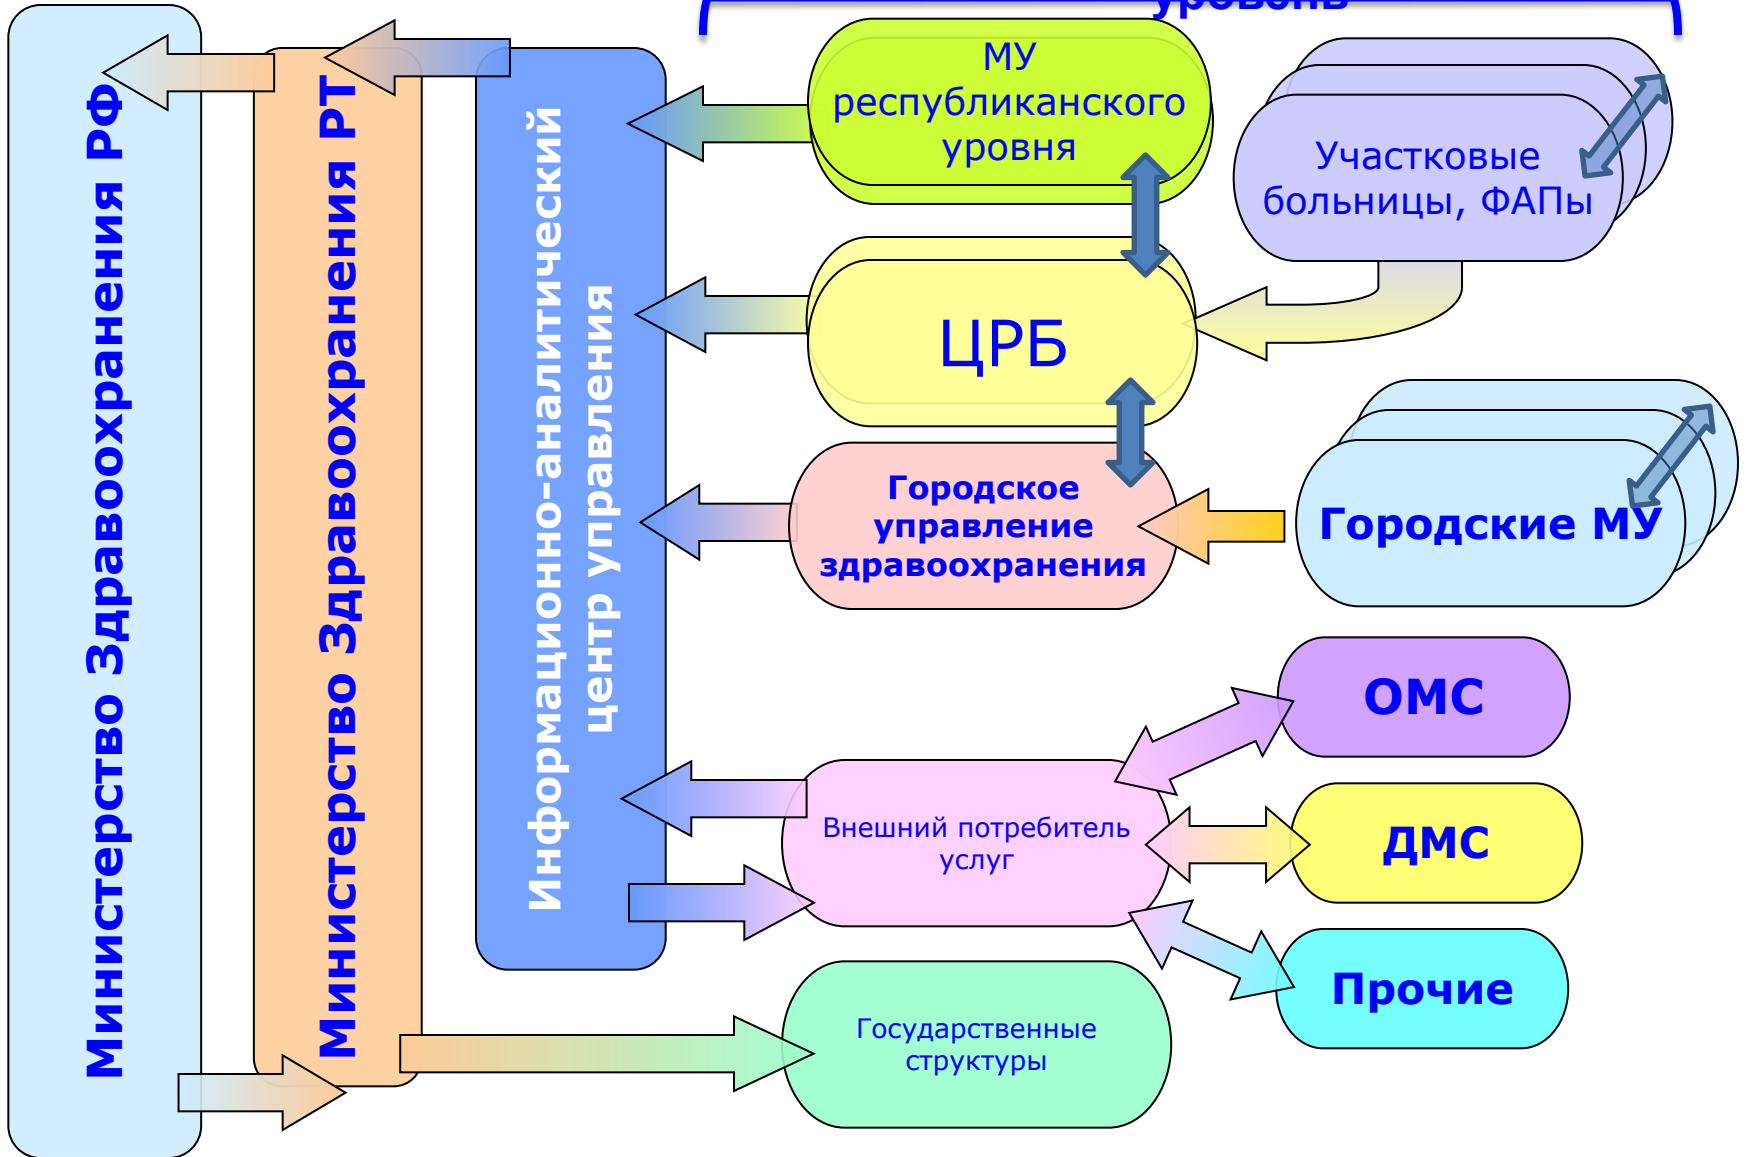 уровень
Министерство Здравоохранения РФ
Министерство Здравоохранения РТ
Информационно-аналитический
центр управления
МУ
республиканского
уровня
Участковые
больницы, ФАПы
ЦРБ
Городское
управление
здравоохранения
Городские МУ
ОМС
Внешний потребитель
услуг
ДМС
Прочие
Государственные
структуры